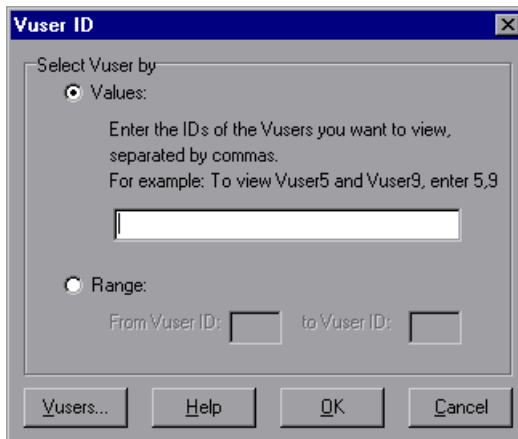 Vuser ID
Select Vuser by
Values:
Enter the IDs of the Vusers you want to view,
separated by commas.
For example: To view Vuser5 and Vuser9, enter 5,9
Range:
From Vuser ID: to Vuser ID:
Vusers... Help OK Cancel